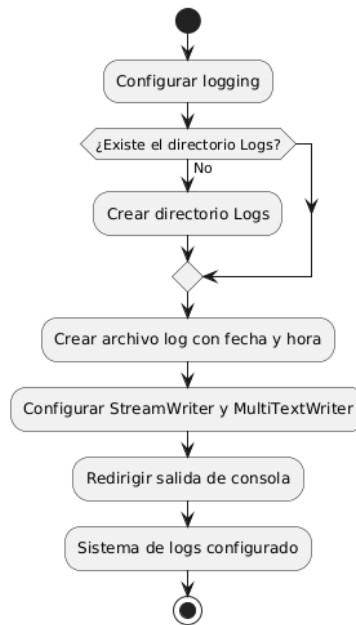 Configurar logging
¿Existe el directorio Logs?
No
Crear directorio Logs
Crear archivo log con fecha y hora
Configurar StreamWriter y MultiTextWriter
Redirigir salida de consola
Sistema de logs configurado